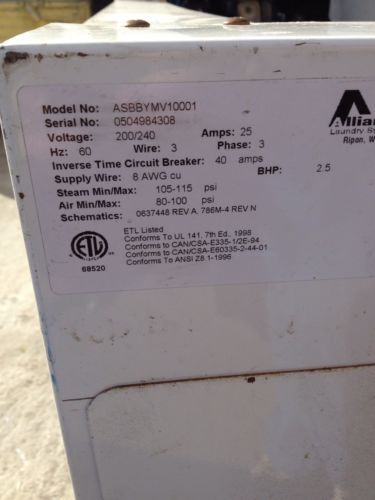 Model No: ASBBYMV10001
Serial No: 0504984308
Voltage: 200/240 Amps: 25
Hz: 60 Wire: 3 Phase: 3
Inverse Time Circuit Breaker: 40 amps
Supply Wire: 8 AWG cu BHP: 2.5
Steam Min/Max: 105-115 psi
Air Min/Max: 80-100 psi
Schematics: 0637448 REV A, 786M-4 REV N
Allian
Laundry Sy
Ripon, W
ETL
68520
ETL Listed
Conforms To UL 141, 7th Ed., 1998
Conforms to CAN/CSA-E335-1/2E-94
Conforms to CAN/CSA-E60335-2-44-01
Conforms To ANSI Z8.1-1996